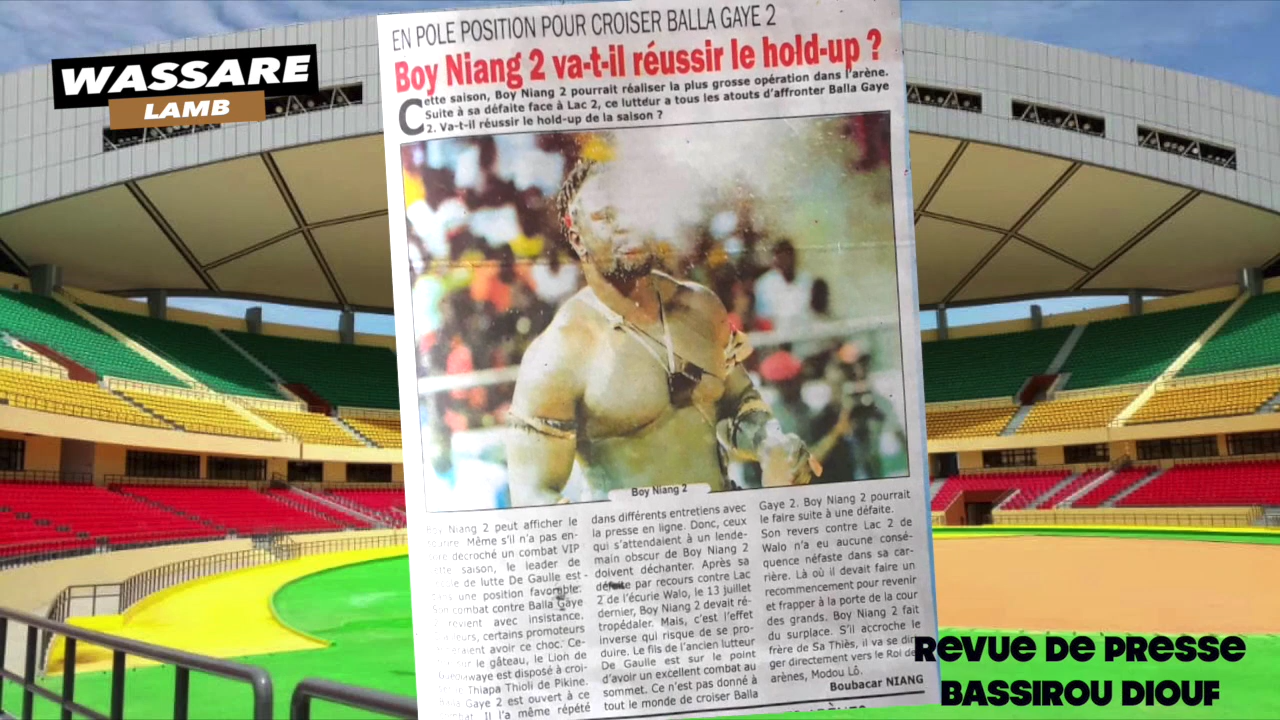 WASSARE
LAMB
EN POLE POSITION POUR CROISER BALLA GAYE 2
Boy Niang 2 va-t-il réussir le hold-up ?
Cette saison, Boy Niang 2 pourrait réaliser la plus grosse opération dans l'arène.
Suite à sa défaite face à Lac 2, ce lutteur a tous les atouts d'affronter Balla Gaye
2. Va-t-il réussir le hold-up de la saison ?
Boy Niang 2
Niang 2 peut afficher le
Même s'il n'a pas en-
décroché un combat VIP
saison, le leader de
de lutte De Gaulle est
une position favorable.
combat contre Balla Gaye
revient avec insistance.
certains promoteurs
avoir ce choc. Ce-
le gâteau, le Lion de
est disposé à croi-
Thiapa Thioli de Pikine.
Gaye 2 est ouvert à ce
Il l'a même répété
dans différents entretiens avec
la presse en ligne. Donc, ceux
qui s'attendaient à un lende-
main obscur de Boy Niang 2
doivent déchanter. Après sa
défaite par recours contre Lac
2 de l'écurie Walo, le 13 juillet
dernier, Boy Niang 2 devait ré-
tropédaler. Mais, c'est l'effet
inverse qui risque de se pro-
duire. Le fils de l'ancien lutteur
De Gaulle est sur le point
d'avoir un excellent combat au
sommet. Ce n'est pas donné à
tout le monde de croiser Balla
Gaye 2. Boy Niang 2 pourrait
le faire suite à une défaite.
Son revers contre Lac 2 de
Walo n'a eu aucune consé-
quence néfaste dans sa car-
rière. Là où il devait faire un
recommencement pour revenir
et frapper à la porte de la cour
des grands. Boy Niang 2 fait
du surplace. S'il accroche le
frère de Sa Thiès, il va se diri-
ger directement vers le Roi des
arènes, Modou Lô.
Boubacar NIANG
REVUE DE PRESSE
BASSIROU DIOUF